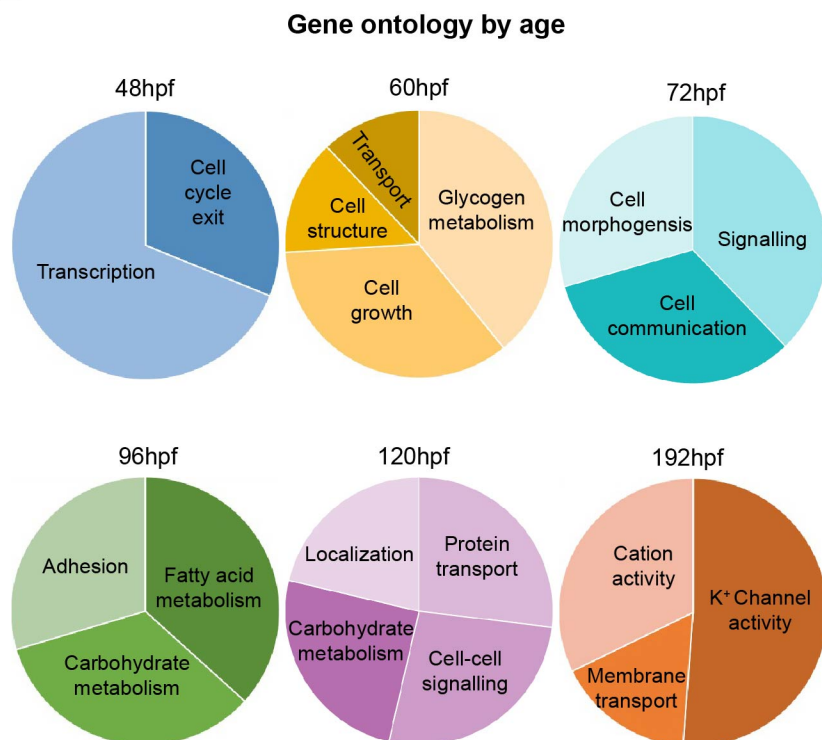 Gene ontology by age
48hpf
Cell
cycle
exit
Transcription
60hpf
Transport
Glycogen
metabolism
Cell
structure
Cell
growth
72hpf
Cell
morphogensis
Signalling
Cell
communication
96hpf
Adhesion
Fatty acid
metabolism
Carbohydrate
metabolism
120hpf
Localization
Protein
transport
Carbohydrate
metabolism
Cell-cell
signalling
192hpf
Cation
activity
K⁺ Channel
activity
Membrane
transport